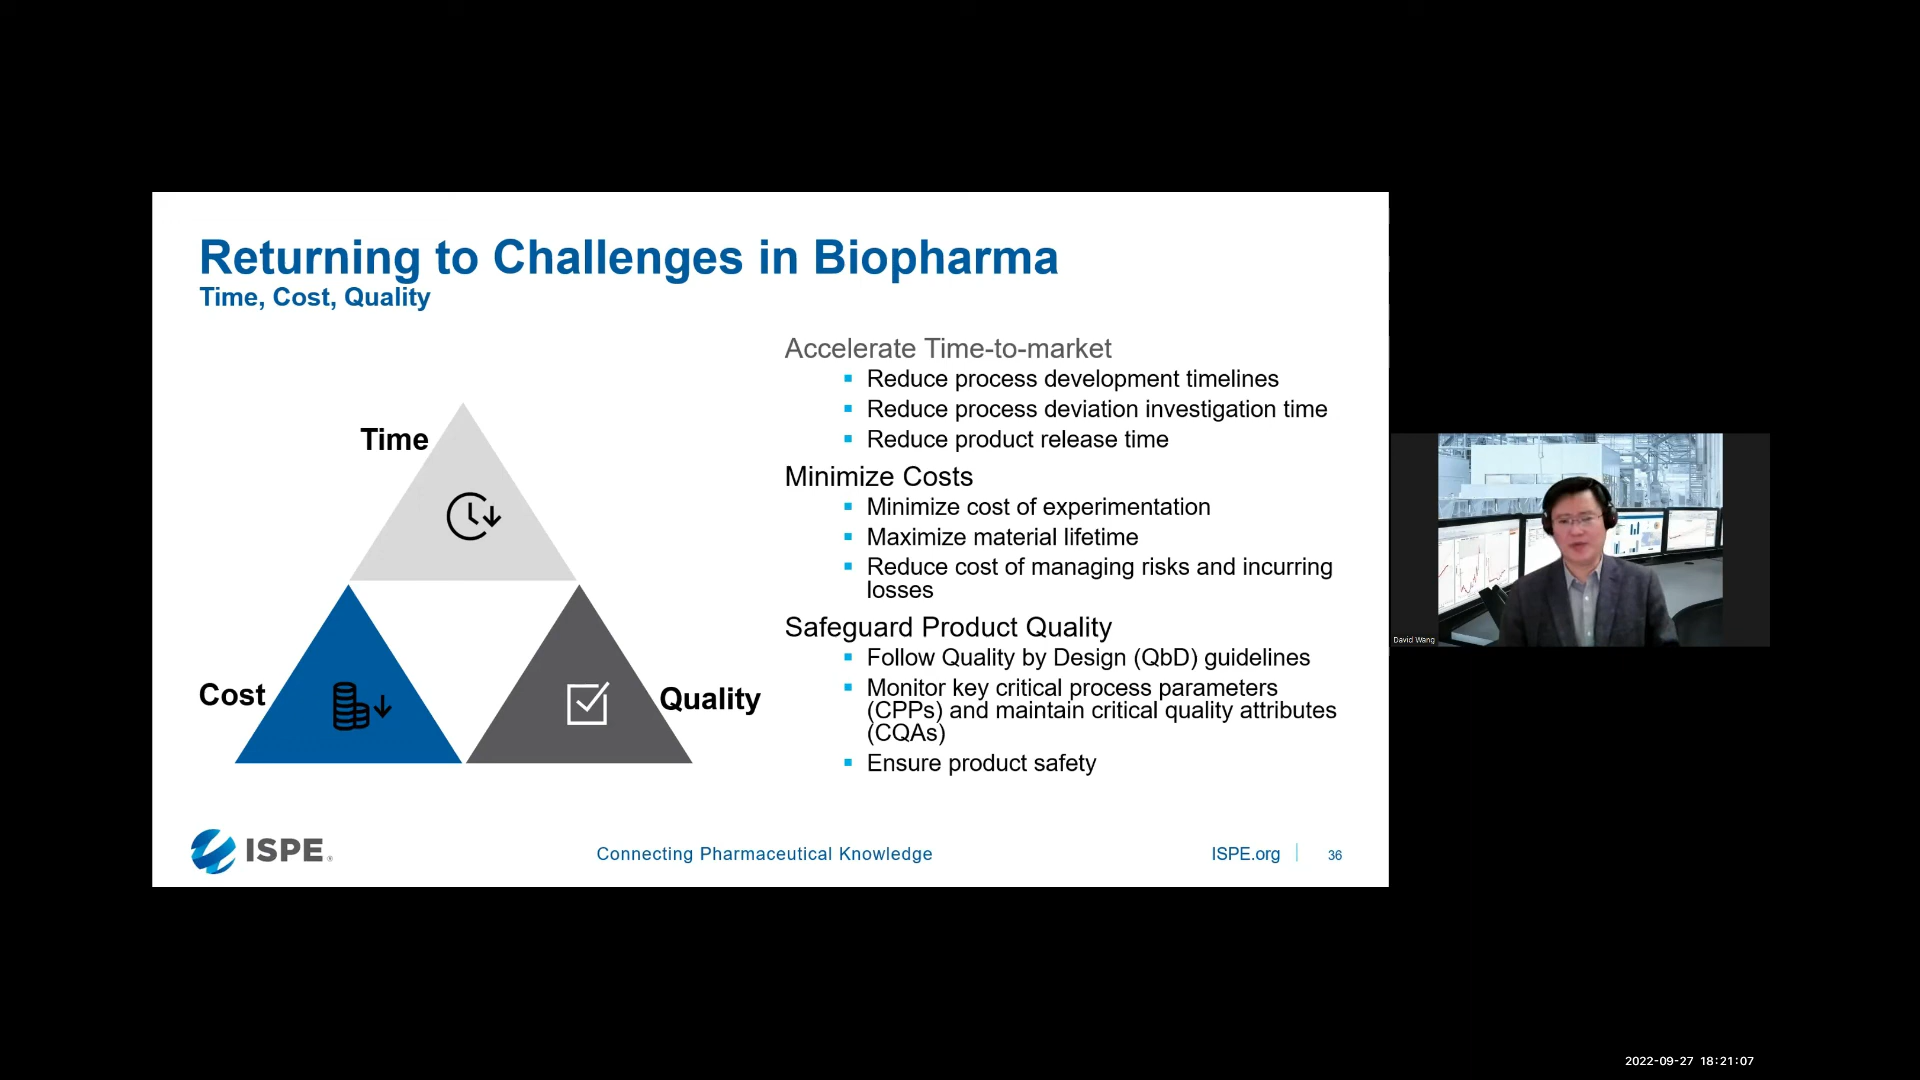 Returning to Challenges in Biopharma
Time, Cost, Quality
Time
Cost
Quality
Accelerate Time-to-market
Reduce process development timelines
Reduce process deviation investigation time
Reduce product release time
Minimize Costs
Minimize cost of experimentation
Maximize material lifetime
Reduce cost of managing risks and incurring
losses
Safeguard Product Quality
Follow Quality by Design (QbD) guidelines
Monitor key critical process parameters
(CPPs) and maintain critical quality attributes
(CQAs)
Ensure product safety
ISPE®
Connecting Pharmaceutical Knowledge
ISPE.org
36
David Wang
2022-09-27 18:21:07